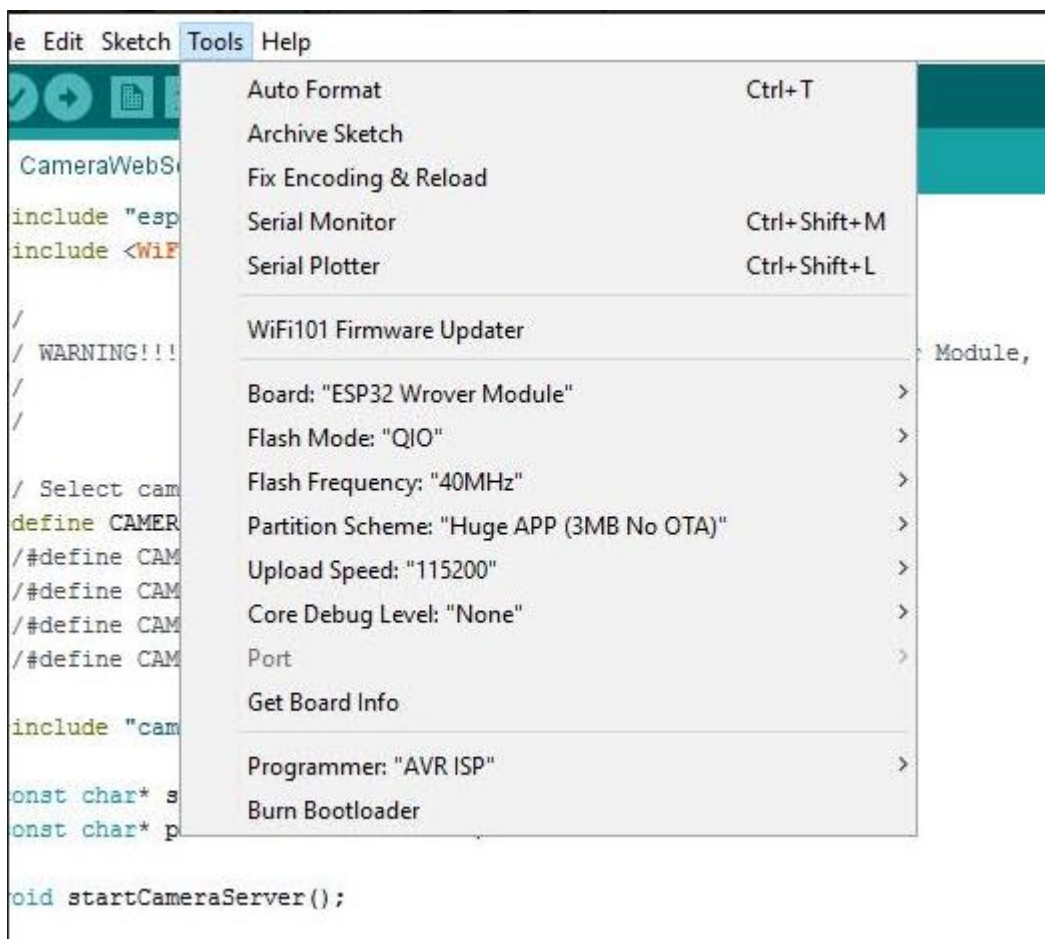 le Edit Sketch Tools Help
Auto Format Ctrl+T
Archive Sketch
CameraWebSe
Fix Encoding & Reload
include "esp
Serial Monitor Ctrl+Shift+M
include <WiF
Serial Plotter Ctrl+Shift+L
/
WiFi101 Firmware Updater
/ WARNING!!! Module,
/
Board: "ESP32 Wrover Module"
/
Flash Mode: "QIO"
/ Select cam
Flash Frequency: "40MHz"
define CAMER
Partition Scheme: "Huge APP (3MB No OTA)"
/#define CAM
Upload Speed: "115200"
/#define CAM
Core Debug Level: "None"
/#define CAM
/#define CAM
Port
Get Board Info
include "cam
Programmer: "AVR ISP"
onst char* s
Burn Bootloader
onst char* p
oid startCameraServer();